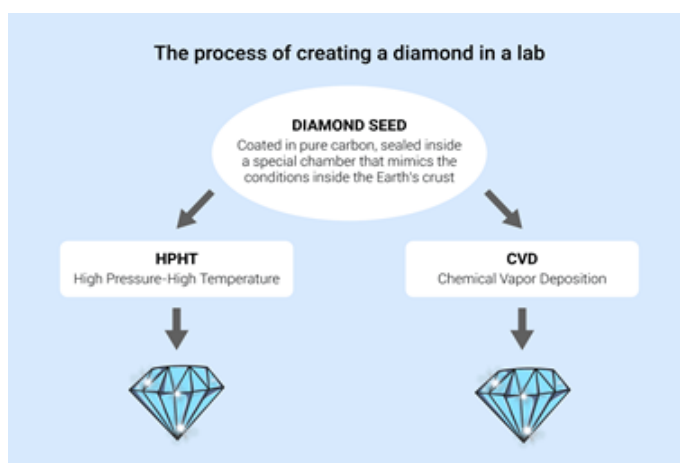 The process of creating a diamond in a lab
DIAMOND SEED
Coated in pure carbon, sealed inside
a special chamber that mimics the
conditions inside the Earth's crust
HPHT
High Pressure-High Temperature
CVD
Chemical Vapor Deposition